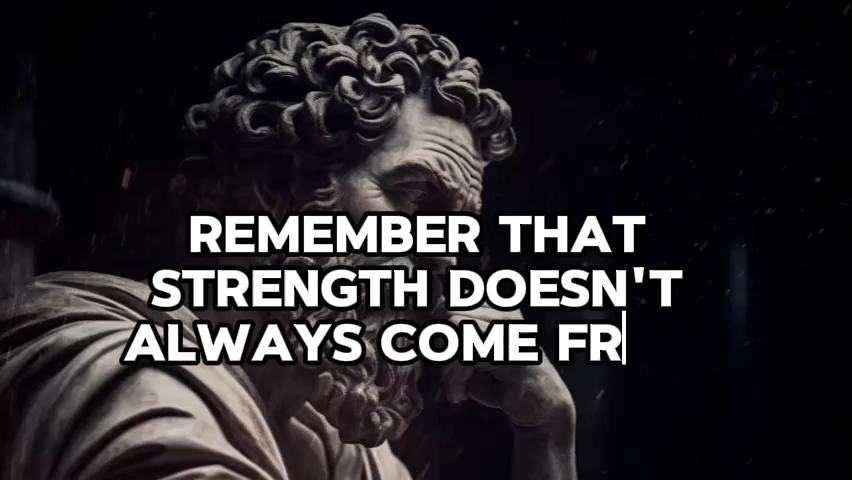 REMEMBER THAT
STRENGTH DOESN'T
ALWAYS COME FR